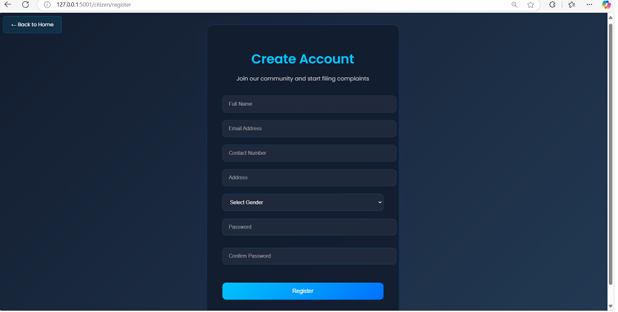 127.0.0.1:5001/citizen/register
← Back to Home
Create Account
Join our community and start filing complaints
Full Name
Email Address
Contact Number
Address
Select Gender
Password
Confirm Password
Register